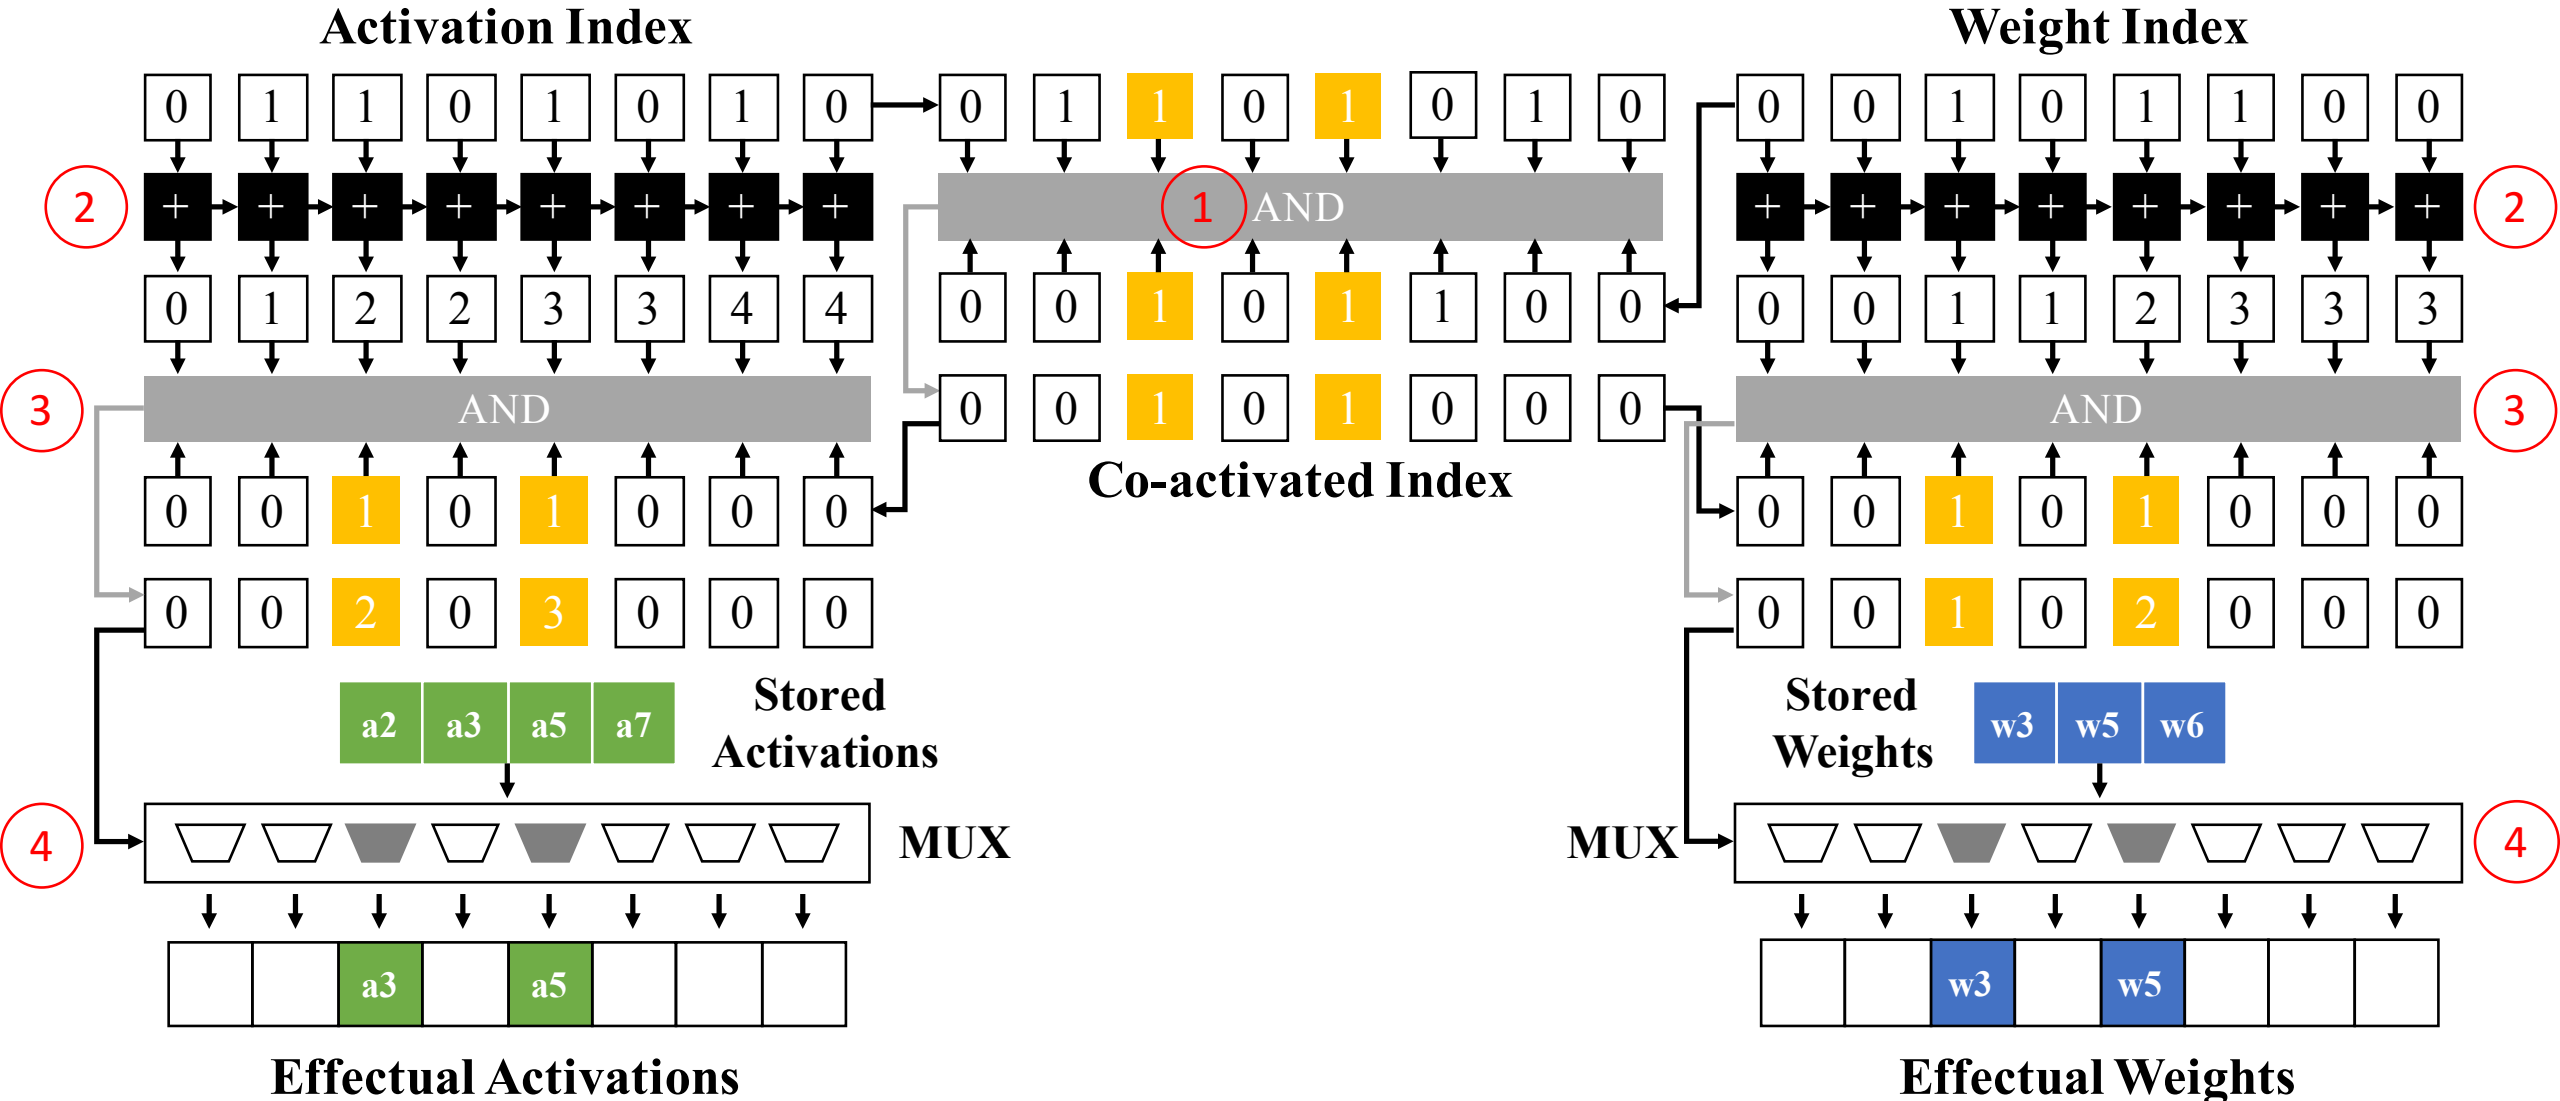 Activation Index
Weight Index
0 1 1 0 1 0 1 0
0 1 1 0 1 0 1 0
0 0 1 0 1 1 0 0
2
+ + + + + + + +
1 AND
+ + + + + + + +
2
0 1 2 2 3 3 4 4
0 0 1 0 1 1 0 0
0 0 1 1 2 3 3 3
3
AND
0 0 1 0 1 0 0 0
AND
3
Co-activated Index
0 0 1 0 1 0 0 0
0 0 1 0 1 0 0 0
0 0 2 0 3 0 0 0
0 0 1 0 2 0 0 0
a2 a3 a5 a7
Stored
Activations
Stored
Weights
w3 w5 w6
4
MUX
MUX
4
a3 a5
w3 w5
Effectual Activations
Effectual Weights